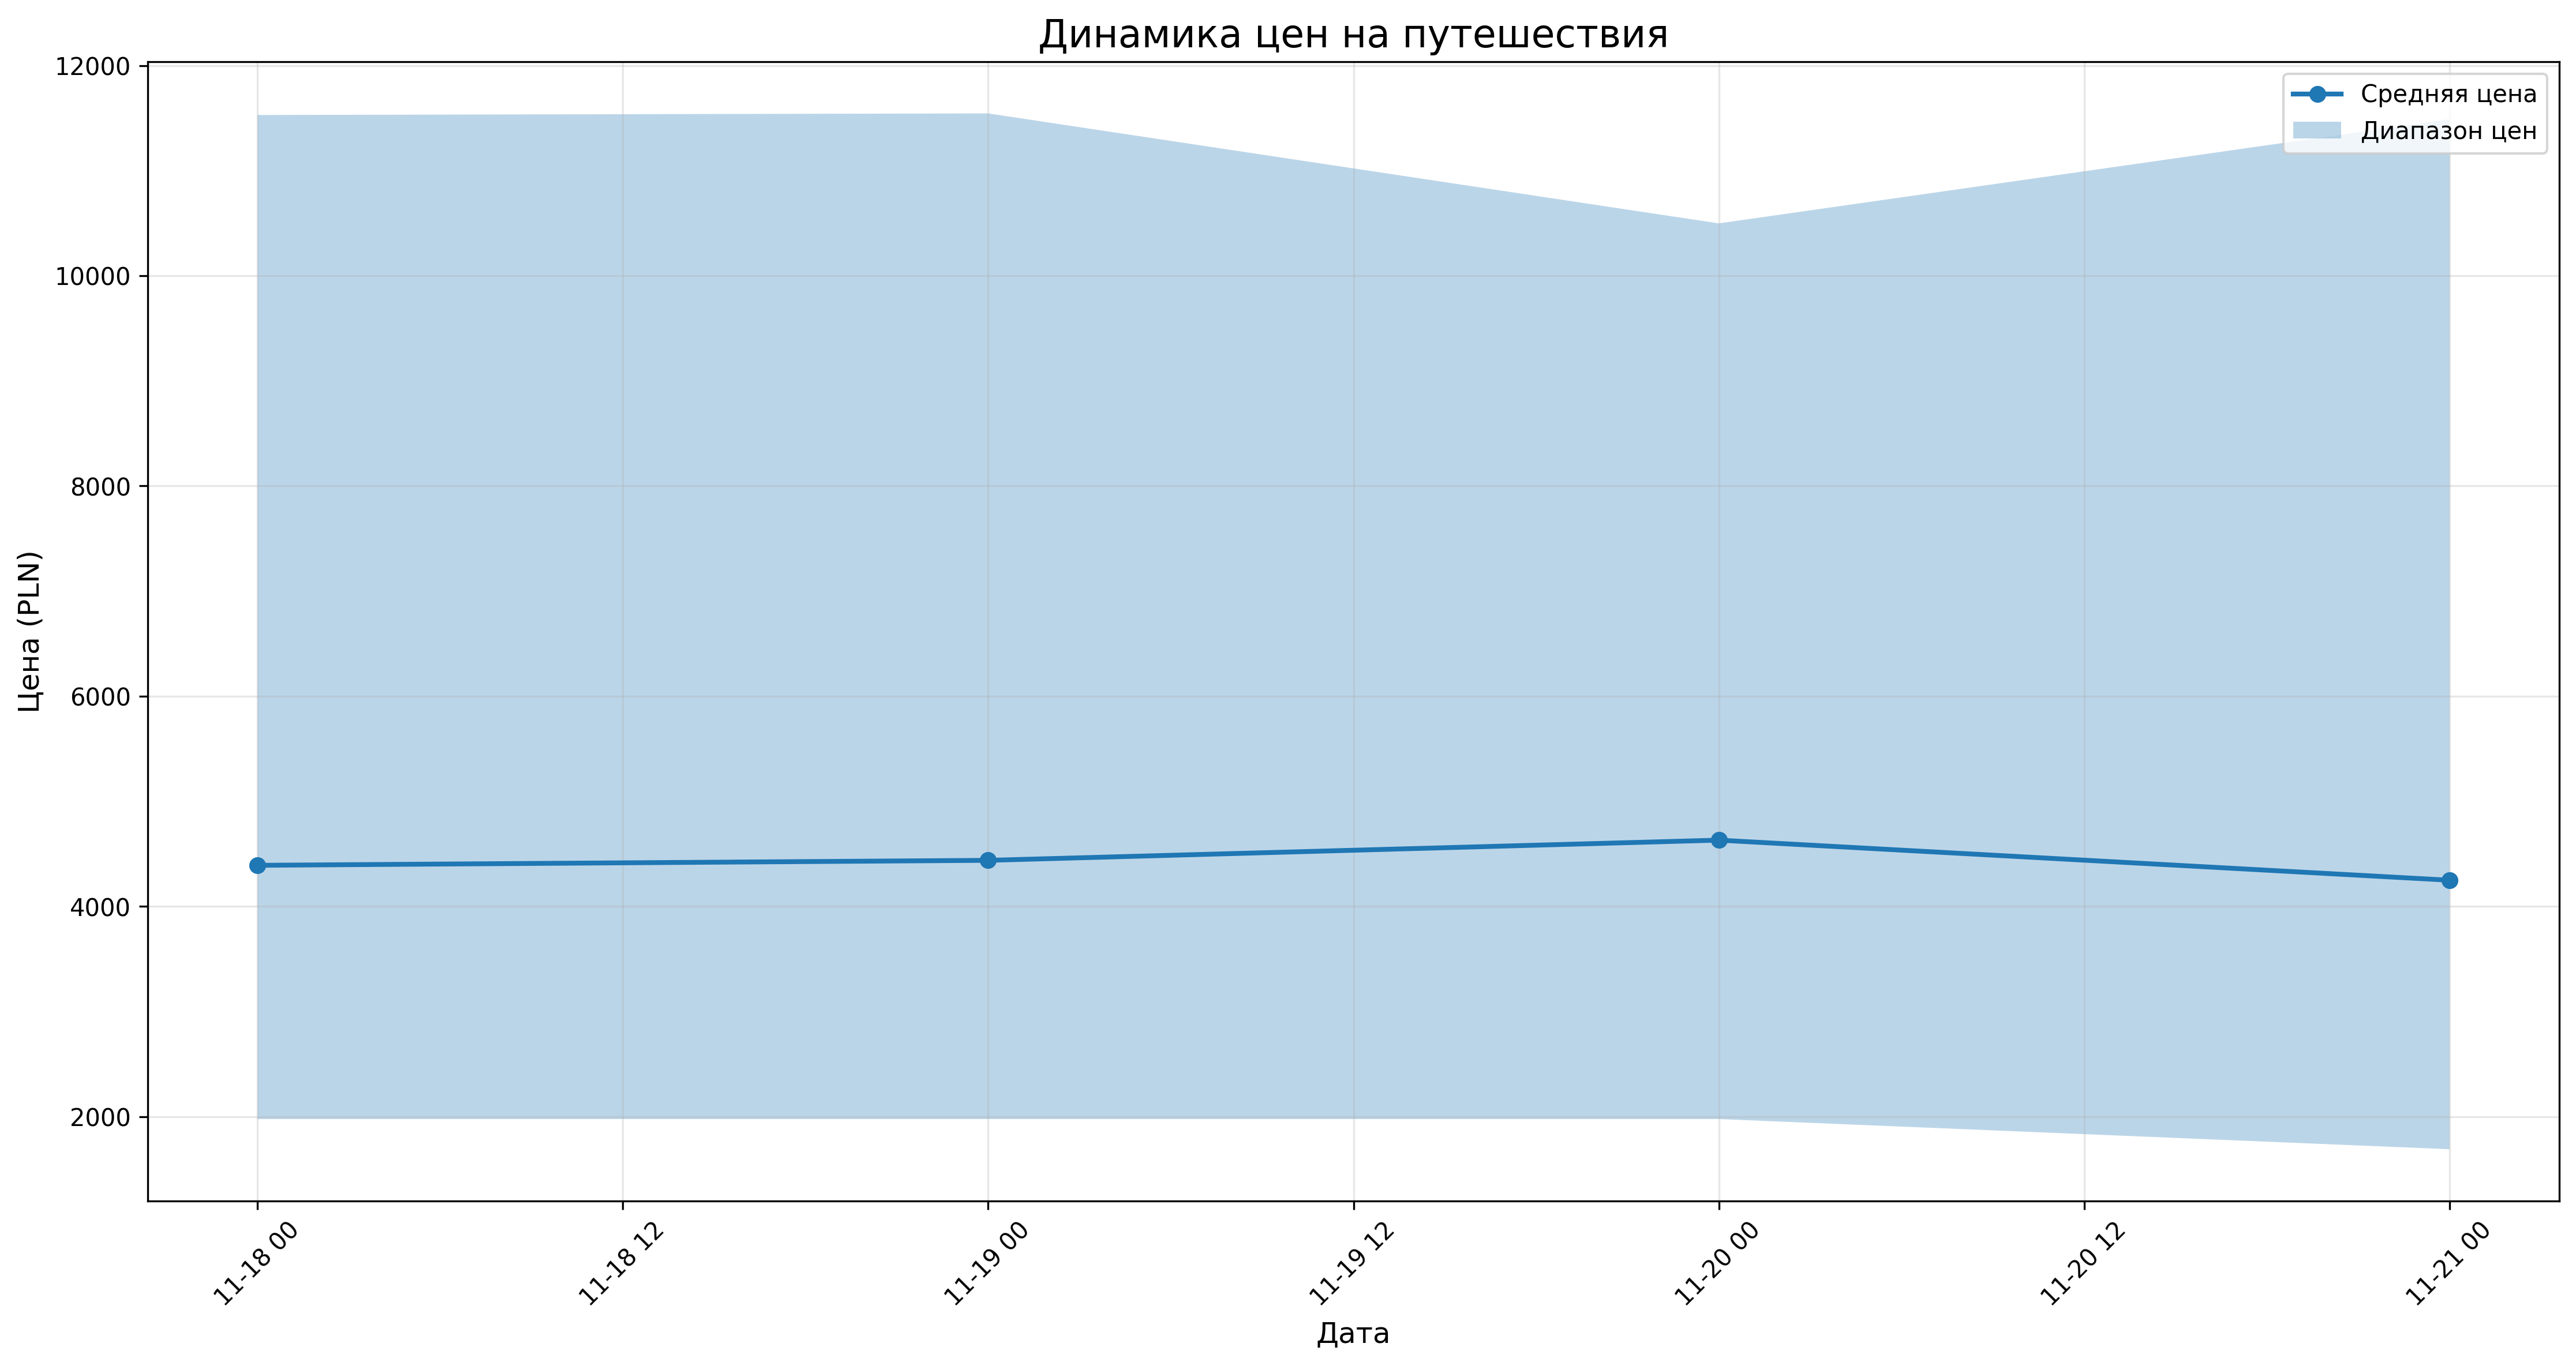 Динамика цен на путешествия
Средняя цена
Диапазон цен
Цена (PLN)
12000
10000
8000
6000
4000
2000
11-18 00
11-18 12
11-19 00
11-19 12
11-20 00
11-20 12
11-21 00
Дата